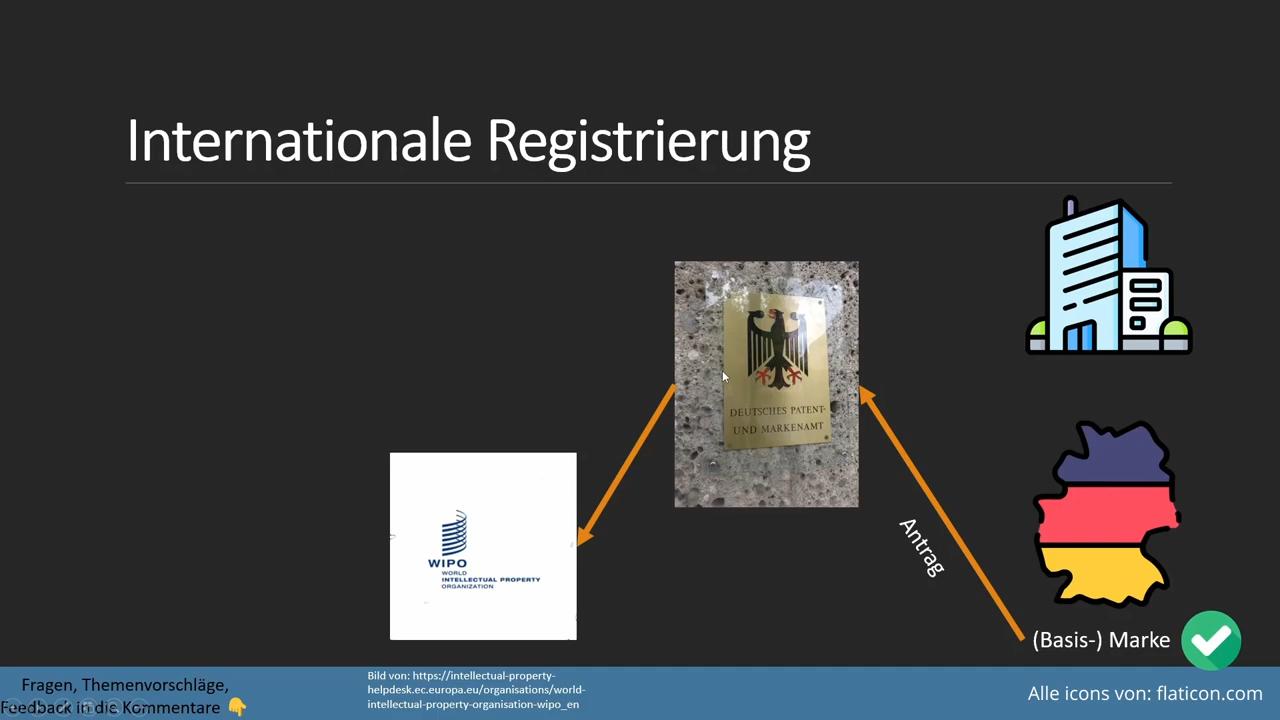 Internationale Registrierung
DEUTSCHES PATENT-
UND MARKENAMT
WIPO
WORLD
INTELLECTUAL PROPERTY
ORGANIZATION
Antrag
(Basis-) Marke
Fragen, Themenvorschläge,
Feedback in die Kommentare 👇
Bild von: https://intellectual-property-
helpdesk.ec.europa.eu/organisations/world-
intellectual-property-organisation-wipo_en
Alle icons von: flaticon.com